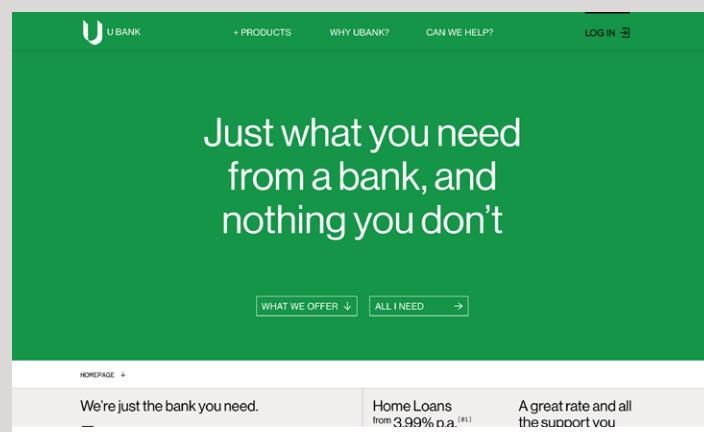 U BANK
+ PRODUCTS
WHY UBANK?
CAN WE HELP?
LOG IN
Just what you need
from a bank, and
nothing you don't
WHAT WE OFFER ↓
ALL I NEED →
HOMEPAGE ↓
We're just the bank you need.
Home Loans
from 3.99% p.a. [#1]
A great rate and all
the support you